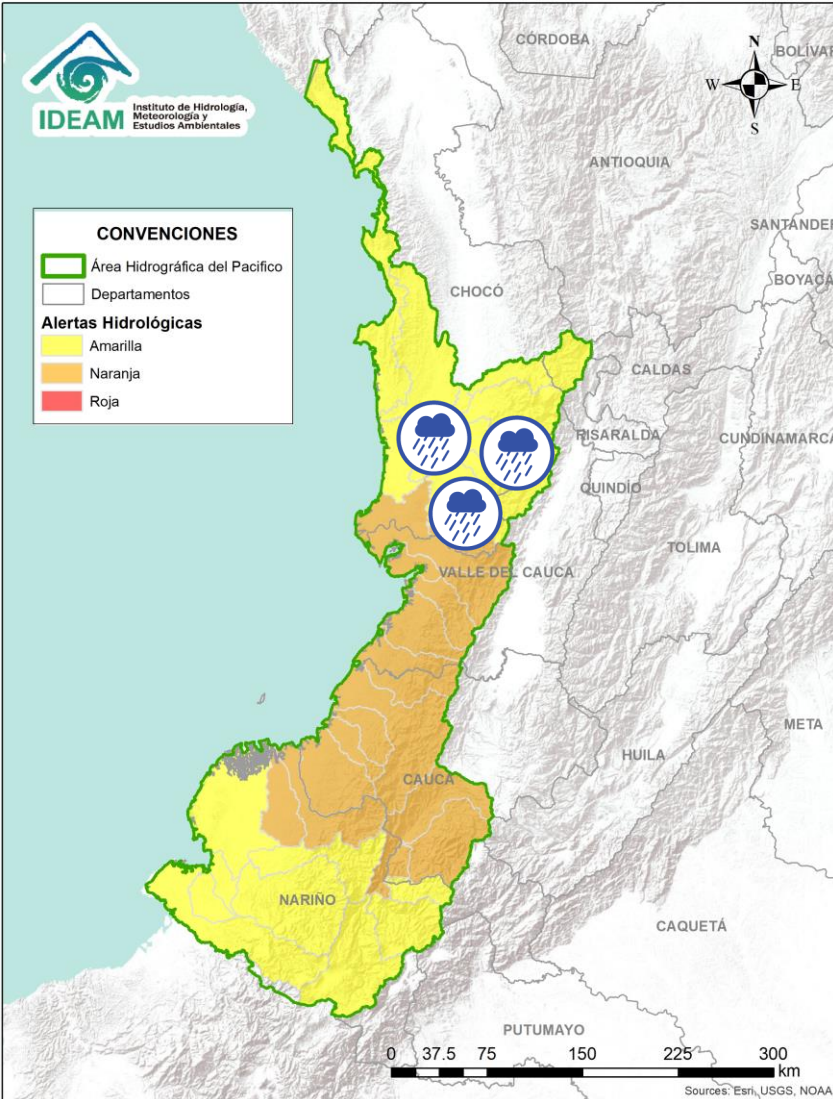 CÓRDOBA
BOLÍVAR
N
W E
S
IDEAM Instituto de Hidrología,
Meteorología y
Estudios Ambientales
ANTIOQUIA
SANTANDER
CONVENCIONES
Área Hidrográfica del Pacifico
Departamentos
Alertas Hidrológicas
Amarilla
Naranja
Roja
BOYACÁ
CHOCÓ
CALDAS
RISARALDA
CUNDINAMARCA
QUINDÍO
TOLIMA
VALLE DEL CAUCA
META
HUILA
CAUCA
NARIÑO
CAQUETÁ
PUTUMAYO
0 37.5 75 150 225 300
km
Sources: Esri, USGS, NOAA